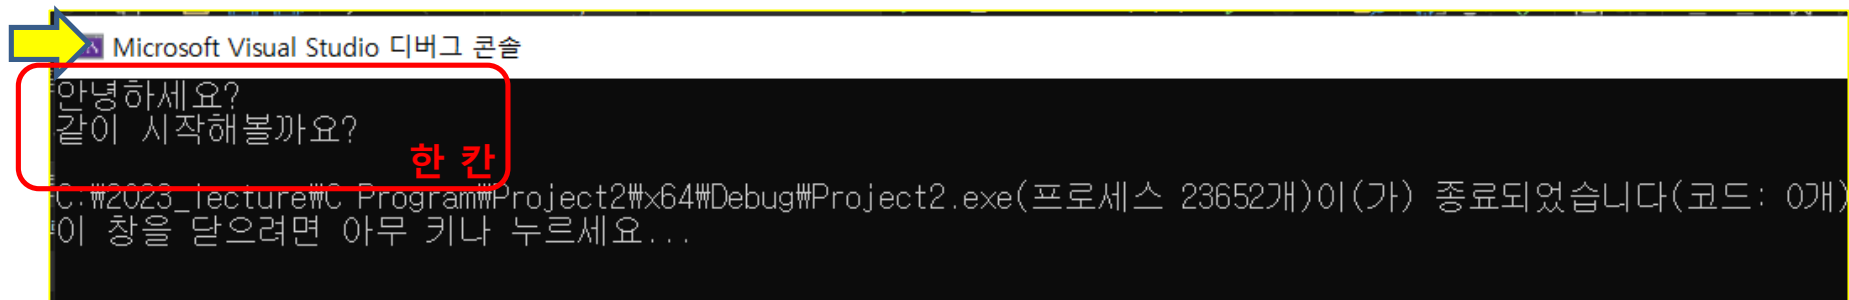 Microsoft Visual Studio 디버그 콘솔
안녕하세요?
같이 시작해볼까요?
한 칸
C:₩2023_lecture₩C Program₩Project2₩x64₩Debug₩Project2.exe(프로세스 23652개)이(가) 종료되었습니다(코드: 0개)
이 창을 닫으려면 아무 키나 누르세요...